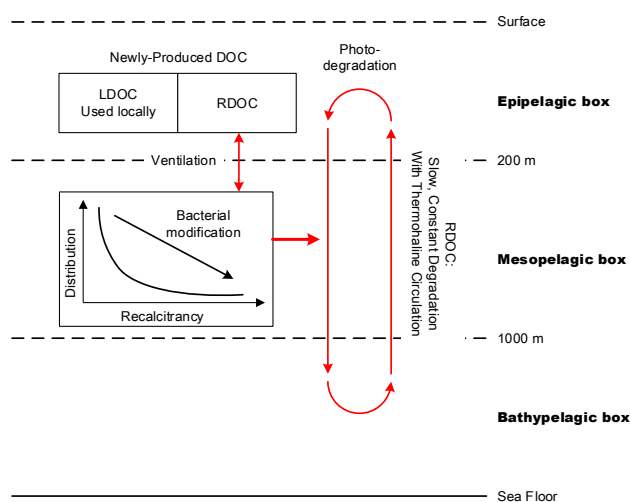 Surface
Newly-Produced DOC
Photo-
degradation
LDOC
Used locally
RDOC
Epipelagic box
Ventilation
200 m
Bacterial
modification
Distribution
Recalcitrancy
RDOC:
Slow, Constant Degradation
With Thermohaline Circulation
Mesopelagic box
1000 m
Bathypelagic box
Sea Floor